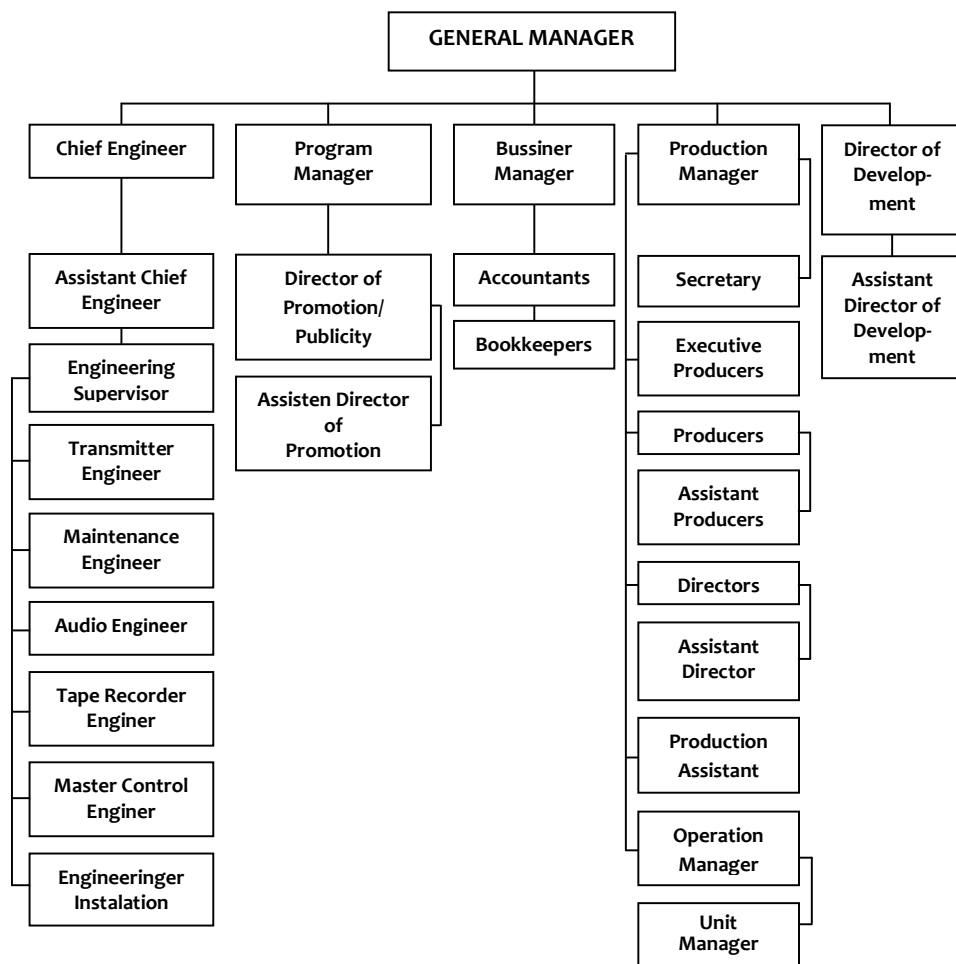 GENERAL MANAGER
Chief Engineer
Program
Manager
Bussiner
Manager
Production
Manager
Director of
Develop-
ment
Assistant Chief
Engineer
Director of
Promotion/
Publicity
Accountants
Secretary
Assistant
Director of
Develop-
ment
Bookkeepers
Executive
Producers
Engineering
Supervisor
Assisten Director
of
Promotion
Producers
Transmitter
Engineer
Assistant
Producers
Maintenance
Engineer
Directors
Audio Engineer
Assistant
Director
Tape Recorder
Enginer
Production
Assistant
Master Control
Enginer
Operation
Manager
Engineeringer
Instalation
Unit
Manager